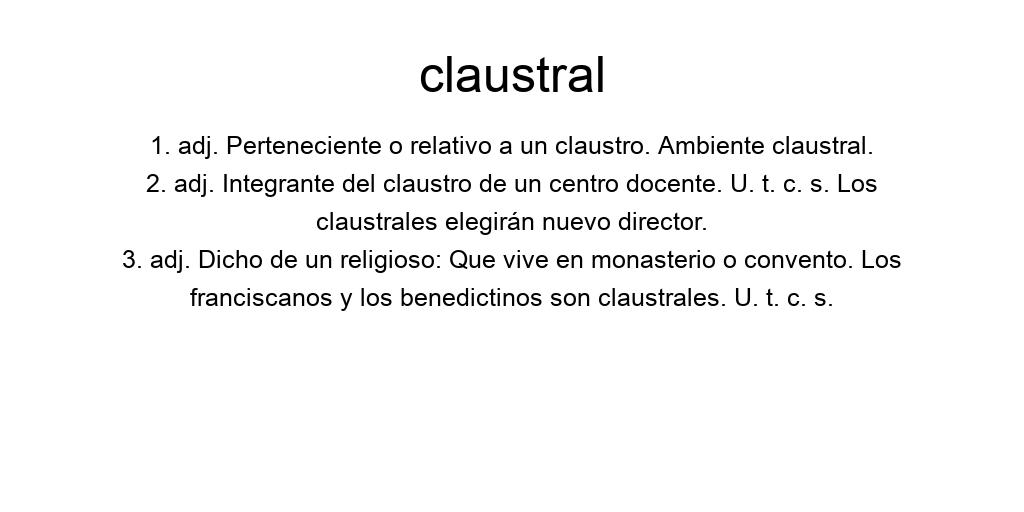 claustral
1. adj. Perteneciente o relativo a un claustro. Ambiente claustral.
2. adj. Integrante del claustro de un centro docente. U. t. c. s. Los
claustrales elegirán nuevo director.
3. adj. Dicho de un religioso: Que vive en monasterio o convento. Los
franciscanos y los benedictinos son claustrales. U. t. c. s.